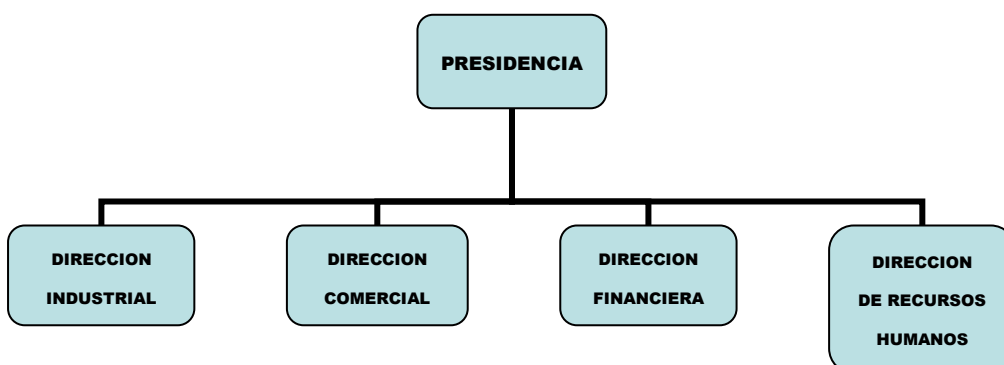 PRESIDENCIA
DIRECCION
INDUSTRIAL
DIRECCION
COMERCIAL
DIRECCION
FINANCIERA
DIRECCION
DE RECURSOS
HUMANOS